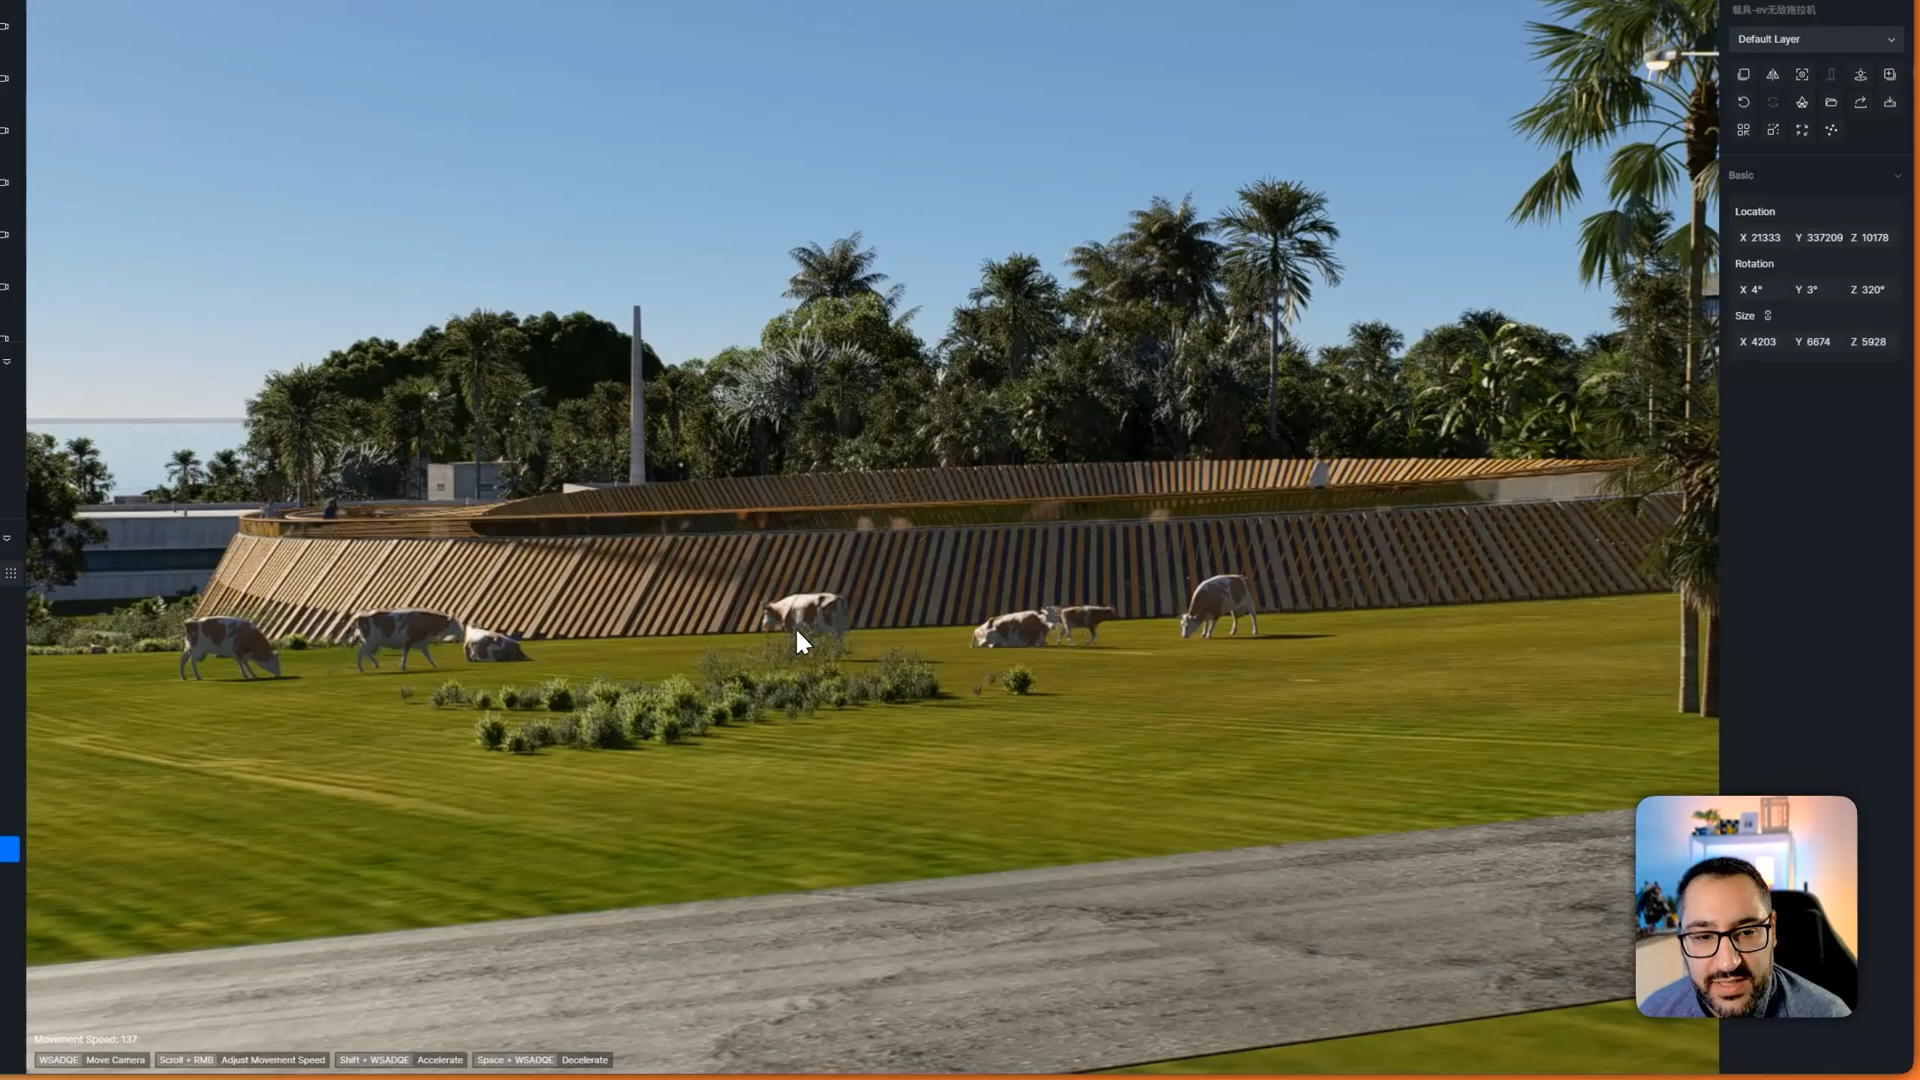 载具-ev无敌拖拉机
Default Layer
Basic
Location
X 21333 Y 337209 Z 10178
Rotation
X 4° Y 3° Z 320°
Size
X 4203 Y 6674 Z 5928
Movement Speed: 137
WSADQE Move Camera Scroll + RMB Adjust Movement Speed Shift + WSADQE Accelerate Space + WSADQE Decelerate